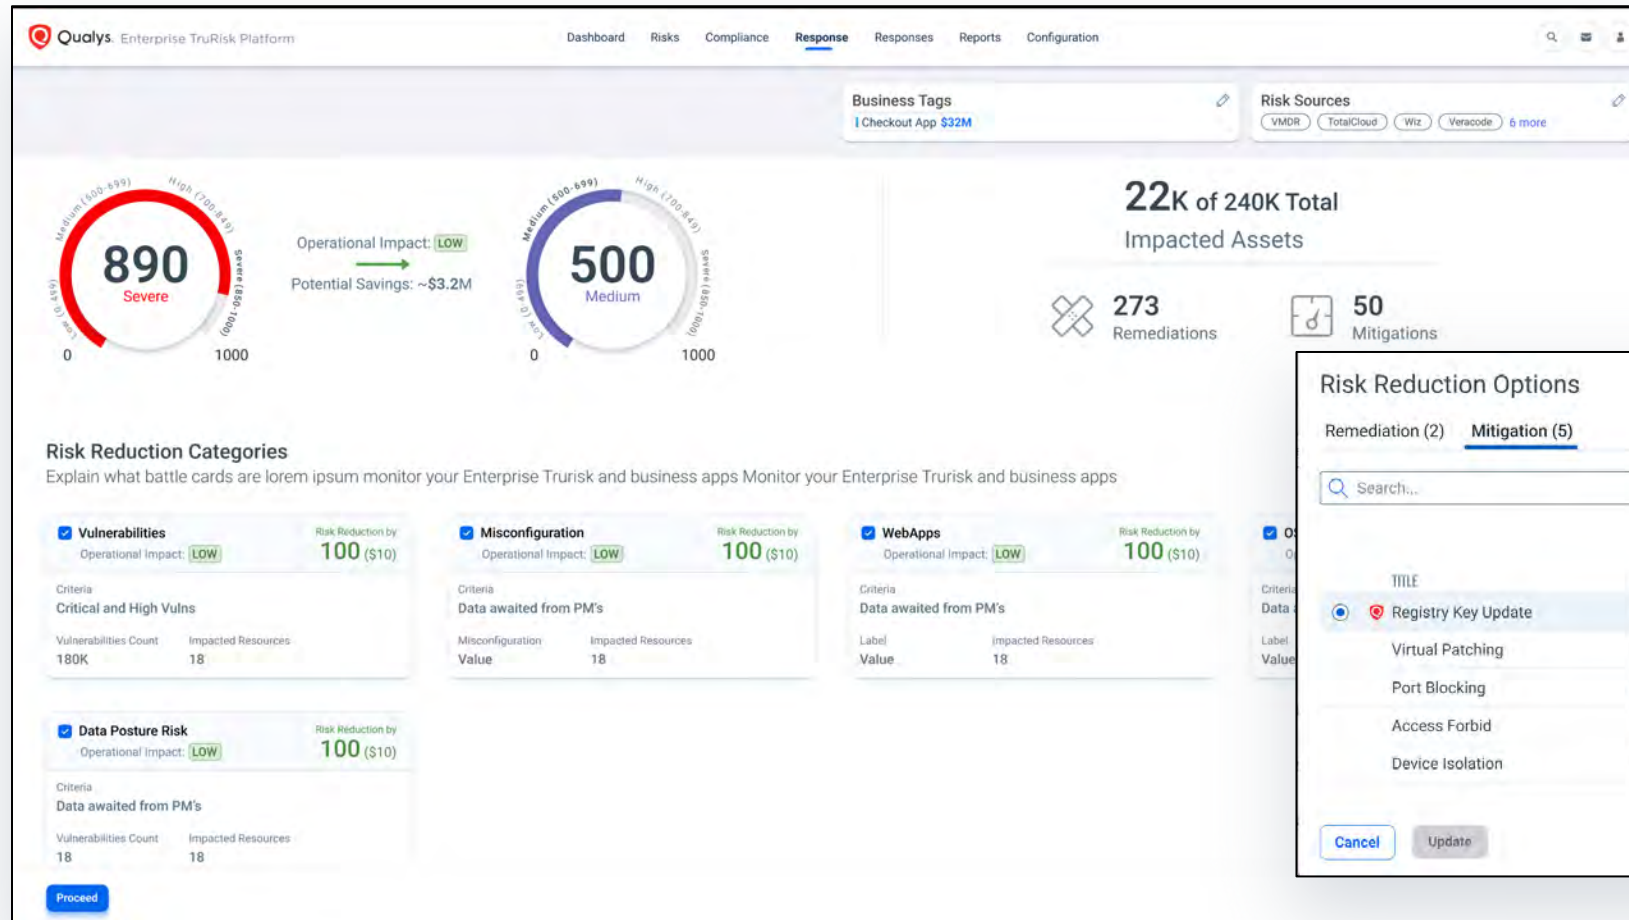 Qualys. Enterprise TruRisk Platform
Dashboard Risks Compliance Response Responses Reports Configuration
Business Tags
Checkout App $32M
Risk Sources
VMDR TotalCloud Wiz Veracode 6 more
Low (0-499) Medium (500-699) High (700-849) Severe (850-1000)
890
Severe
0 1000
Operational Impact: LOW
Potential Savings: ~$3.2M
Low (0-499) Medium (500-699) High (700-849) Severe (850-1000)
500
Medium
0 1000
22K of 240K Total
Impacted Assets
273
Remediations
50
Mitigations
Risk Reduction Categories
Explain what battle cards are lorem ipsum monitor your Enterprise Trurisk and business apps Monitor your Enterprise Trurisk and business apps
Vulnerabilities
Operational Impact: LOW
Risk Reduction by
100 ($10)
Criteria
Critical and High Vulns
Vulnerabilities Count Impacted Resources
180K 18
Misconfiguration
Operational Impact: LOW
Risk Reduction by
100 ($10)
Criteria
Data awaited from PM's
Misconfiguration Impacted Resources
Value 18
WebApps
Operational Impact: LOW
Risk Reduction by
100 ($10)
Criteria
Data awaited from PM's
Label Impacted Resources
Value 18
Criteria
Data
Label
Value
Data Posture Risk
Operational Impact: LOW
Risk Reduction by
100 ($10)
Criteria
Data awaited from PM's
Vulnerabilities Count Impacted Resources
18 18
Proceed
Risk Reduction Options
Remediation (2) Mitigation (5)
Search...
TITLE
Registry Key Update
Virtual Patching
Port Blocking
Access Forbid
Device Isolation
Cancel Update